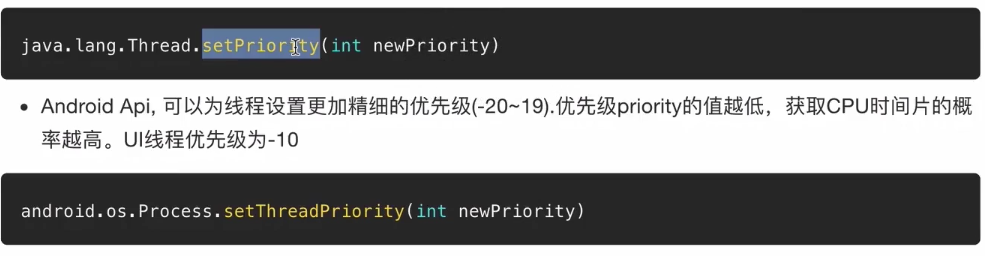 java.lang.Thread.setPriority(int newPriority)
• Android Api, 可以为线程设置更加精细的优先级(-20~19).优先级priority的值越低，获取CPU时间片的概
率越高。UI线程优先级为-10
android.os.Process.setThreadPriority(int newPriority)